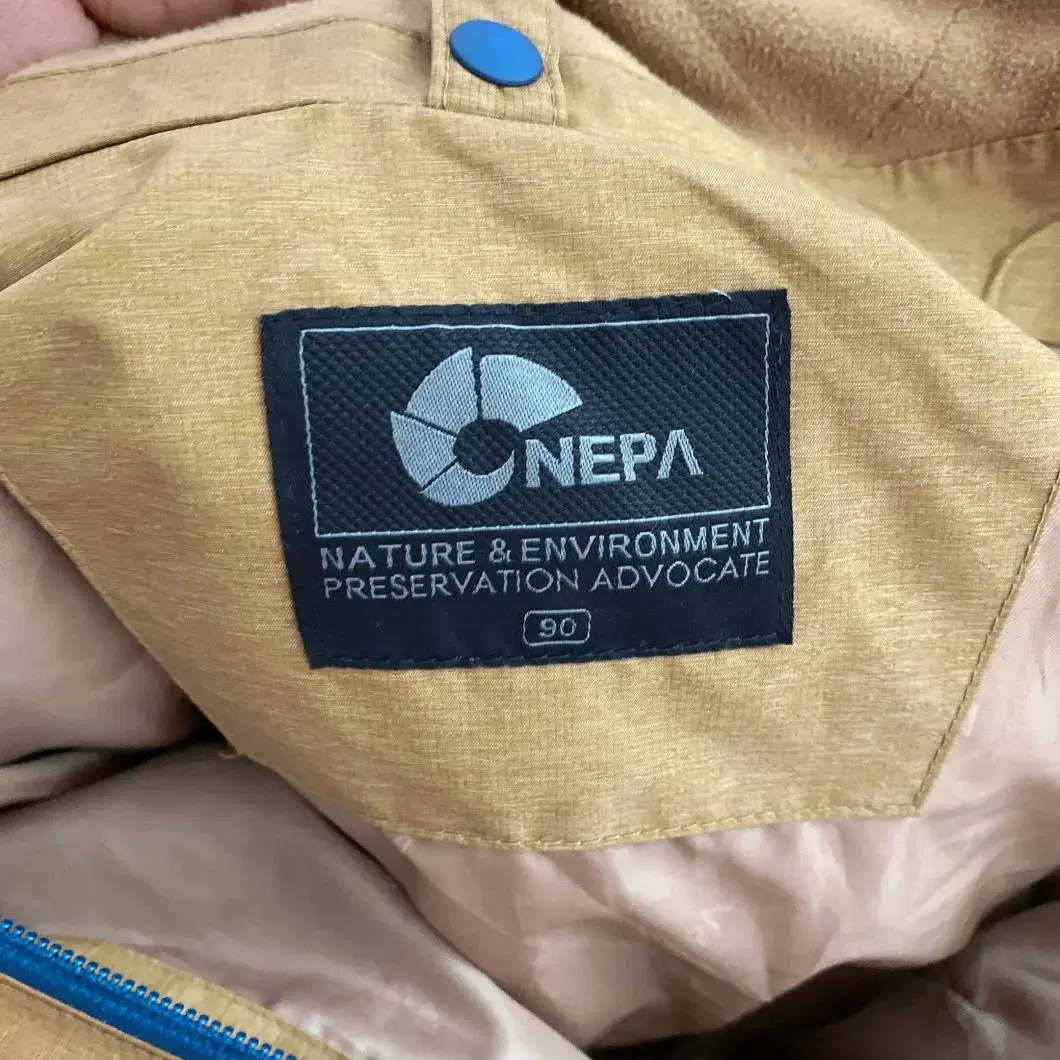 NEPA
NATURE & ENVIRONMENT
PRESERVATION ADVOCATE
90